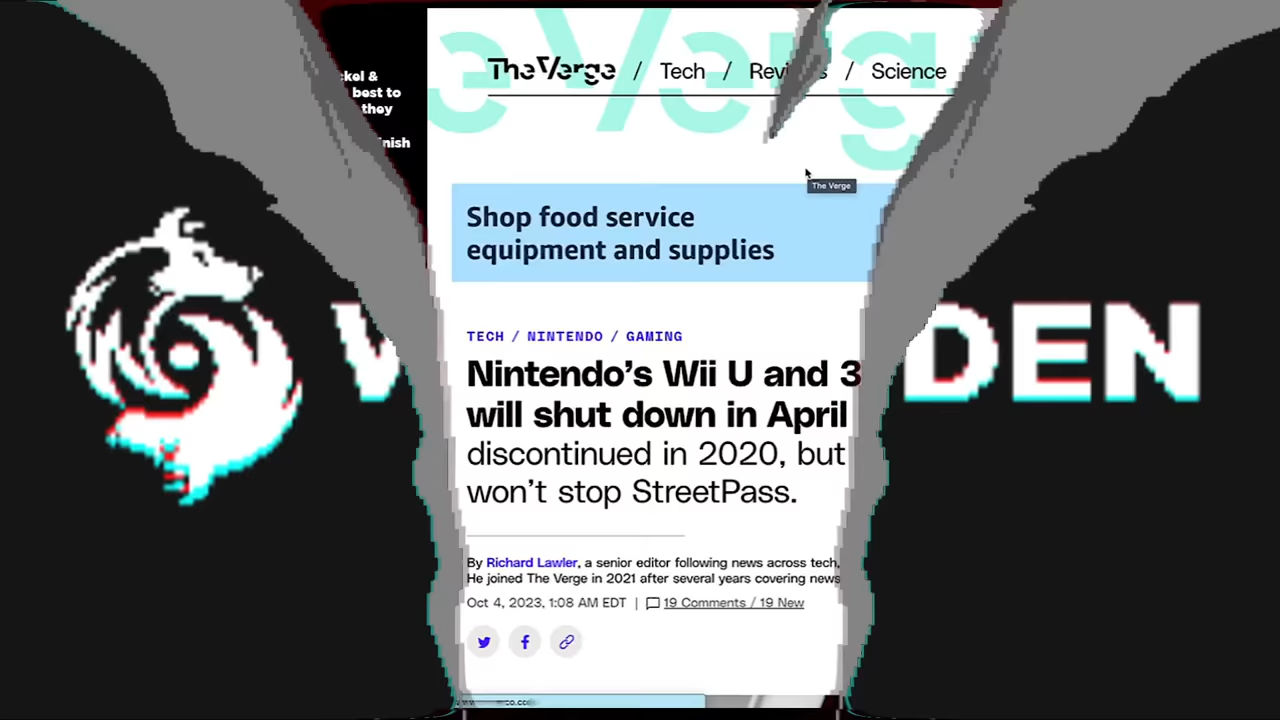 ckel &
best to
they
nish
The Verge / Tech / Reviews / Science
The Verge
Shop food service
equipment and supplies
TECH / NINTENDO / GAMING
Nintendo's Wii U and 3
will shut down in April
discontinued in 2020, but
won't stop StreetPass.
By Richard Lawler, a senior editor following news across tech,
He joined The Verge in 2021 after several years covering news
Oct 4, 2023, 1:08 AM EDT | 19 Comments / 19 New
DEN